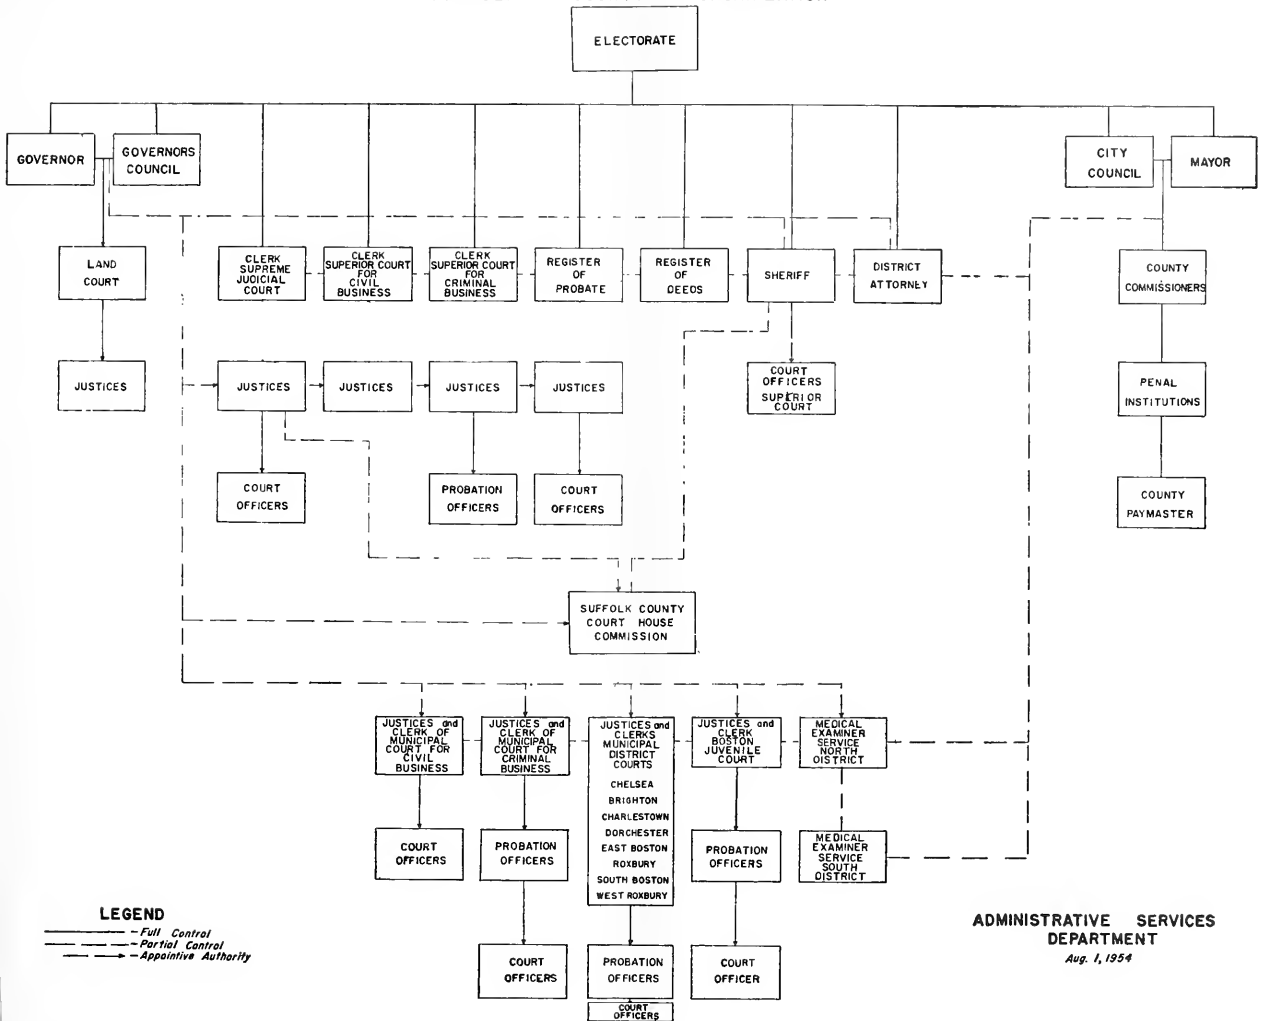 ELECTORATE
GOVERNOR
GOVERNORS
COUNCIL
CITY
COUNCIL
MAYOR
LAND
COURT
CLERK
SUPREME
JUDICIAL
COURT
CLERK
SUPERIOR COURT
FOR
CIVIL
BUSINESS
CLERK
SUPERIOR COURT
FOR
CRIMINAL
BUSINESS
REGISTER
OF
PROBATE
REGISTER
OF
DEEDS
SHERIFF
DISTRICT
ATTORNEY
COUNTY
COMMISSIONERS
JUSTICES
JUSTICES
JUSTICES
JUSTICES
JUSTICES
COURT
OFFICERS
SUPERIOR
COURT
PENAL
INSTITUTIONS
COURT
OFFICERS
PROBATION
OFFICERS
COURT
OFFICERS
COUNTY
PAYMASTER
SUFFOLK COUNTY
COURT HOUSE
COMMISSION
JUSTICES and
CLERK OF
MUNICIPAL
COURT FOR
CIVIL
BUSINESS
JUSTICES and
CLERK OF
MUNICIPAL
COURT FOR
CRIMINAL
BUSINESS
JUSTICES and
CLERKS
MUNICIPAL
DISTRICT
COURTS
CHELSEA
BRIGHTON
CHARLESTOWN
DORCHESTER
EAST BOSTON
ROXBURY
SOUTH BOSTON
WEST ROXBURY
JUSTICES and
CLERK
BOSTON
JUVENILE
COURT
MEDICAL
EXAMINER
SERVICE
NORTH
DISTRICT
COURT
OFFICERS
PROBATION
OFFICERS
PROBATION
OFFICERS
MEDICAL
EXAMINER
SERVICE
SOUTH
DISTRICT
COURT
OFFICERS
PROBATION
OFFICERS
COURT
OFFICER
COURT
OFFICERS
LEGEND
- Full Control
- Partial Control
- Appointive Authority
ADMINISTRATIVE SERVICES
DEPARTMENT
Aug. 1, 1954